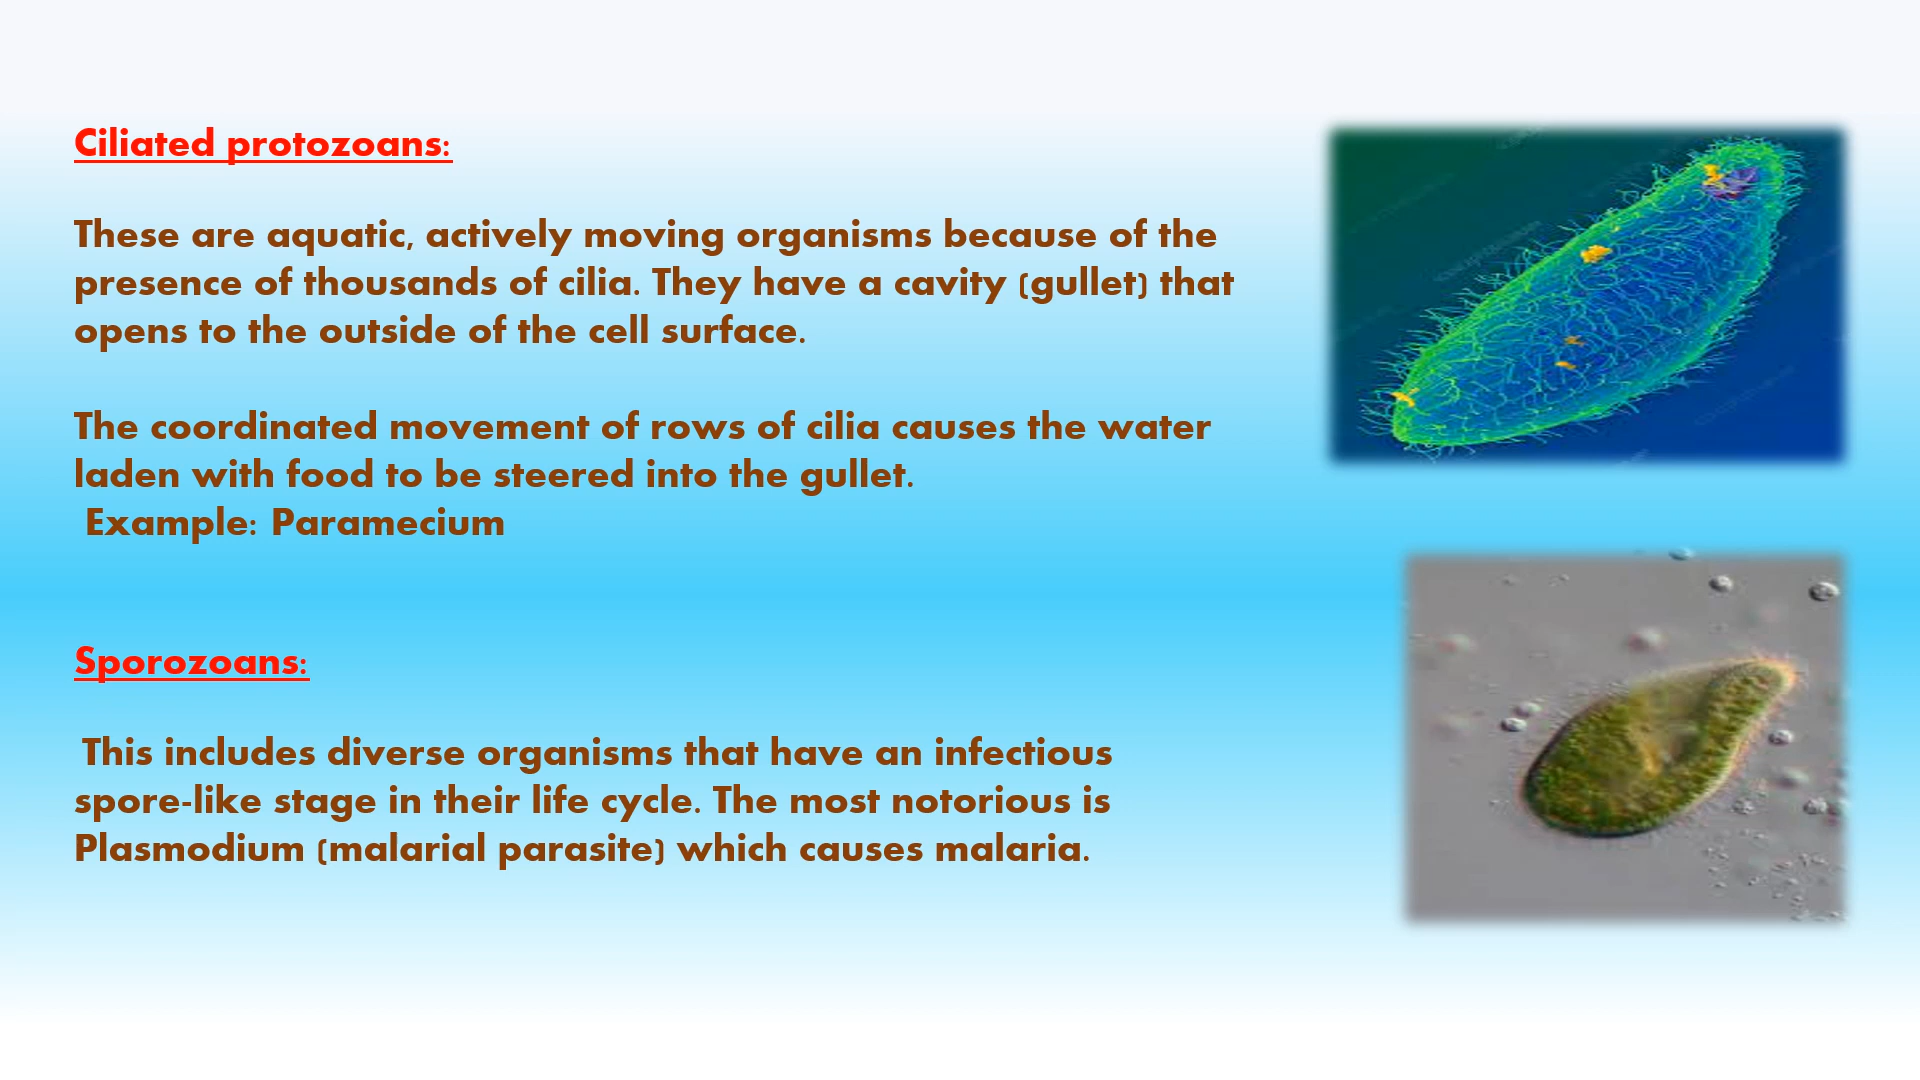 Ciliated protozoans:
These are aquatic, actively moving organisms because of the
presence of thousands of cilia. They have a cavity (gullet) that
opens to the outside of the cell surface.
The coordinated movement of rows of cilia causes the water
laden with food to be steered into the gullet.
Example: Paramecium
Sporozoans:
This includes diverse organisms that have an infectious
spore-like stage in their life cycle. The most notorious is
Plasmodium (malarial parasite) which causes malaria.